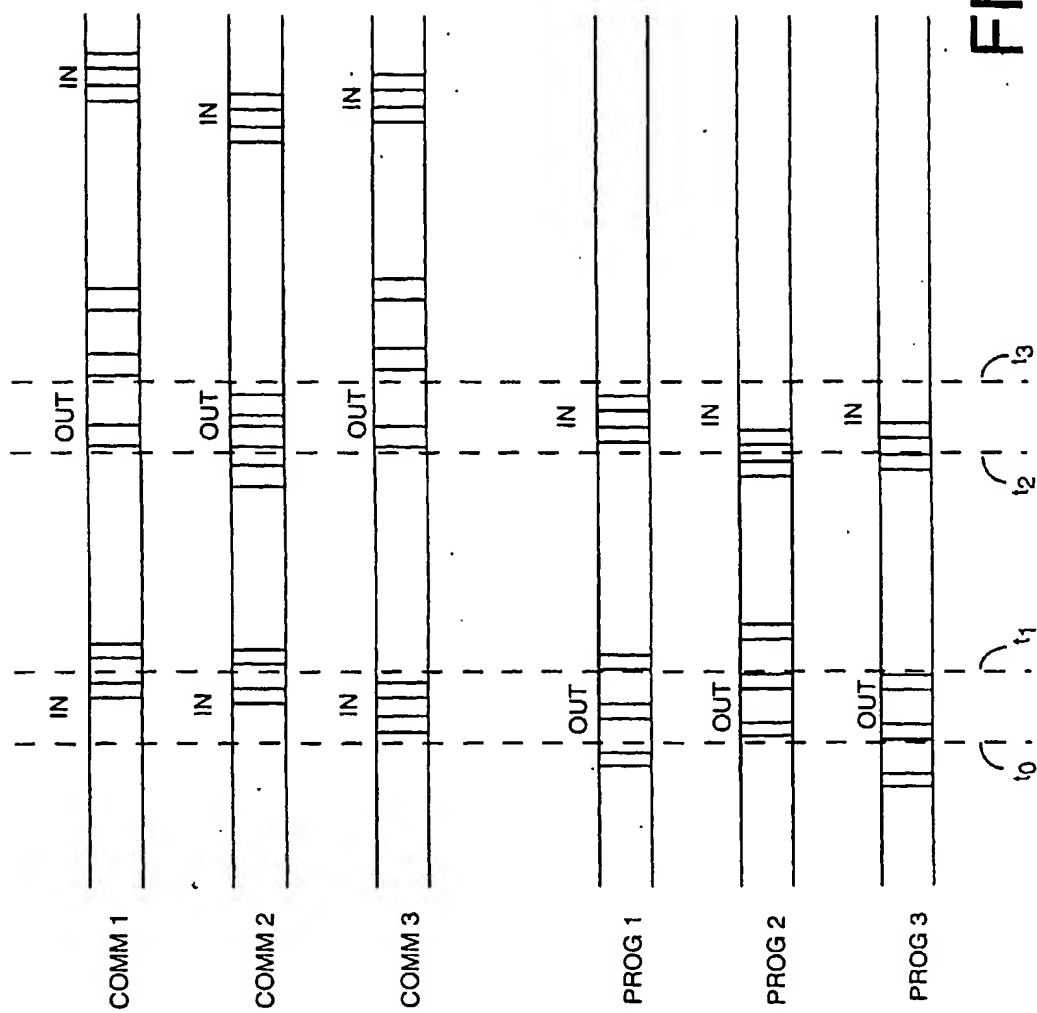 IN OUT IN
COMM 1
IN OUT IN
COMM 2
IN OUT IN
COMM 3
OUT IN
PROG 1
OUT IN
PROG 2
OUT IN
PROG 3
t0 t1 t2 t3